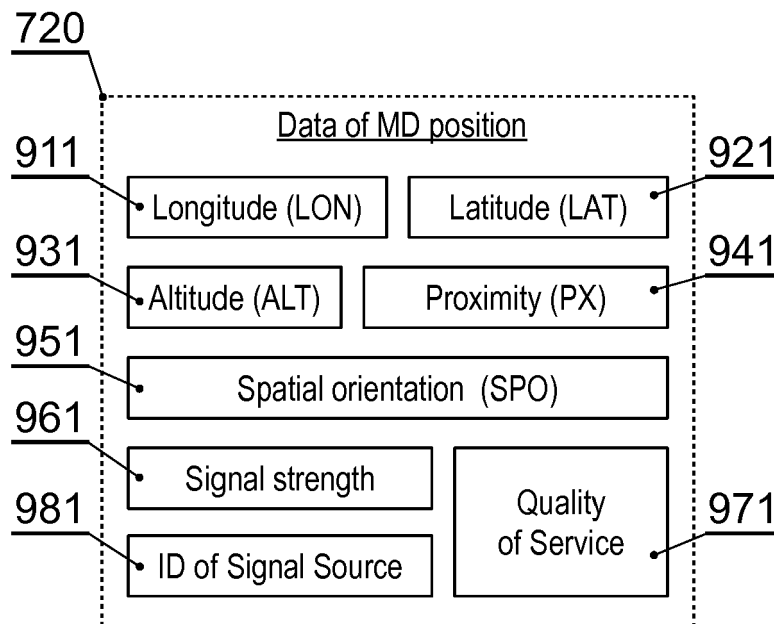 720
Data of MD position
911
Longitude (LON)
Latitude (LAT)
921
931
Altitude (ALT)
Proximity (PX)
941
951
Spatial orientation (SPO)
961
Signal strength
Quality
of Service
971
981
ID of Signal Source